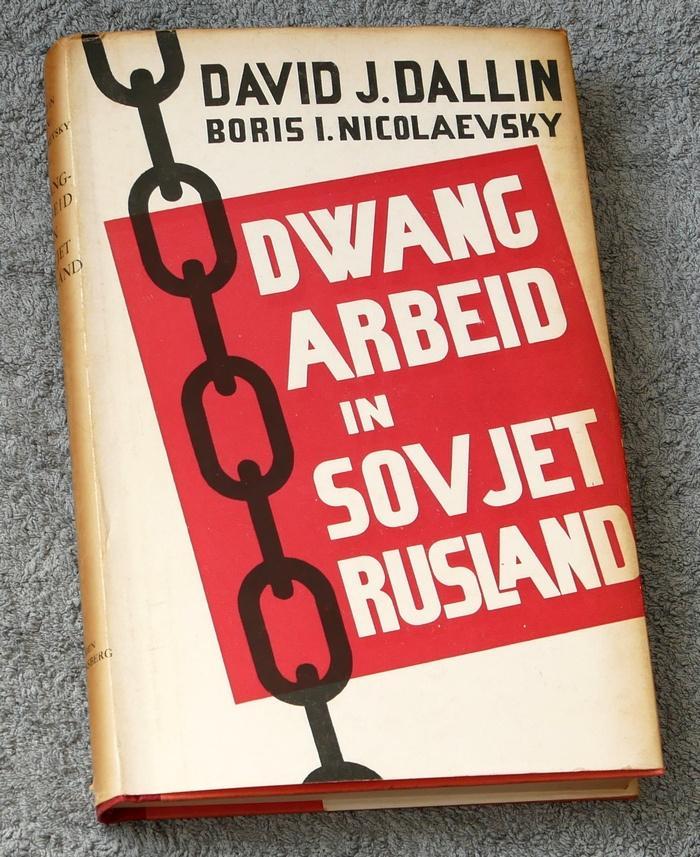 DAVID J. DALLIN
BORIS I. NICOLAEVSKY
DWANG
ARBEID
IN
SOVJET
RUSLAND